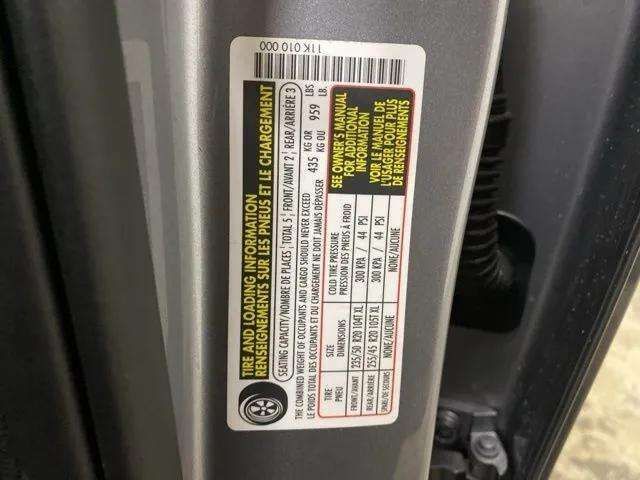 TIRE AND LOADING INFORMATION
RENSEIGNEMENTS SUR LES PNEUS ET LE CHARGEMENT
SEATING CAPACITY/NOMBRE DE PLACES TOTAL 5 FRONT/AVANT 2 REAR/ARRIÈRE 3
THE COMBINED WEIGHT OF OCCUPANTS AND CARGO SHOULD NEVER EXCEED 435 KG OR 959 LBS
LE POIDS TOTAL DES OCCUPANTS ET DU CHARGEMENT NE DOIT JAMAIS DÉPASSER KG OU LB.
TIRE SIZE COLD TIRE PRESSURE
PNEU DIMENSIONS PRESSION DES PNEUS À FROID
FRONT/AVANT 235/50 R20 104T XL 300 KPA / 44 PSI
REAR/ARRIÈRE 255/45 R20 105T XL 300 KPA / 44 PSI
SPARE/DE SECOURS NONE/AUCUNE NONE/AUCUNE
SEE OWNER'S MANUAL
FOR ADDITIONAL
INFORMATION
VOIR LE MANUEL DE
L'USAGER POUR PLUS
DE RENSEIGNEMENTS
11K 010 000